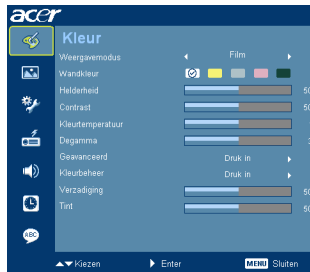 acer
Kleur
Weergavemodus Film
Wandkleur
Helderheid 50
Contrast 50
Kleurtemperatuur
Degamma
Geavanceerd Druk in
Kleurbeheer Druk in
Verzadiging 50
Tint 50
ABC
Kiezen Enter MENU Sluiten